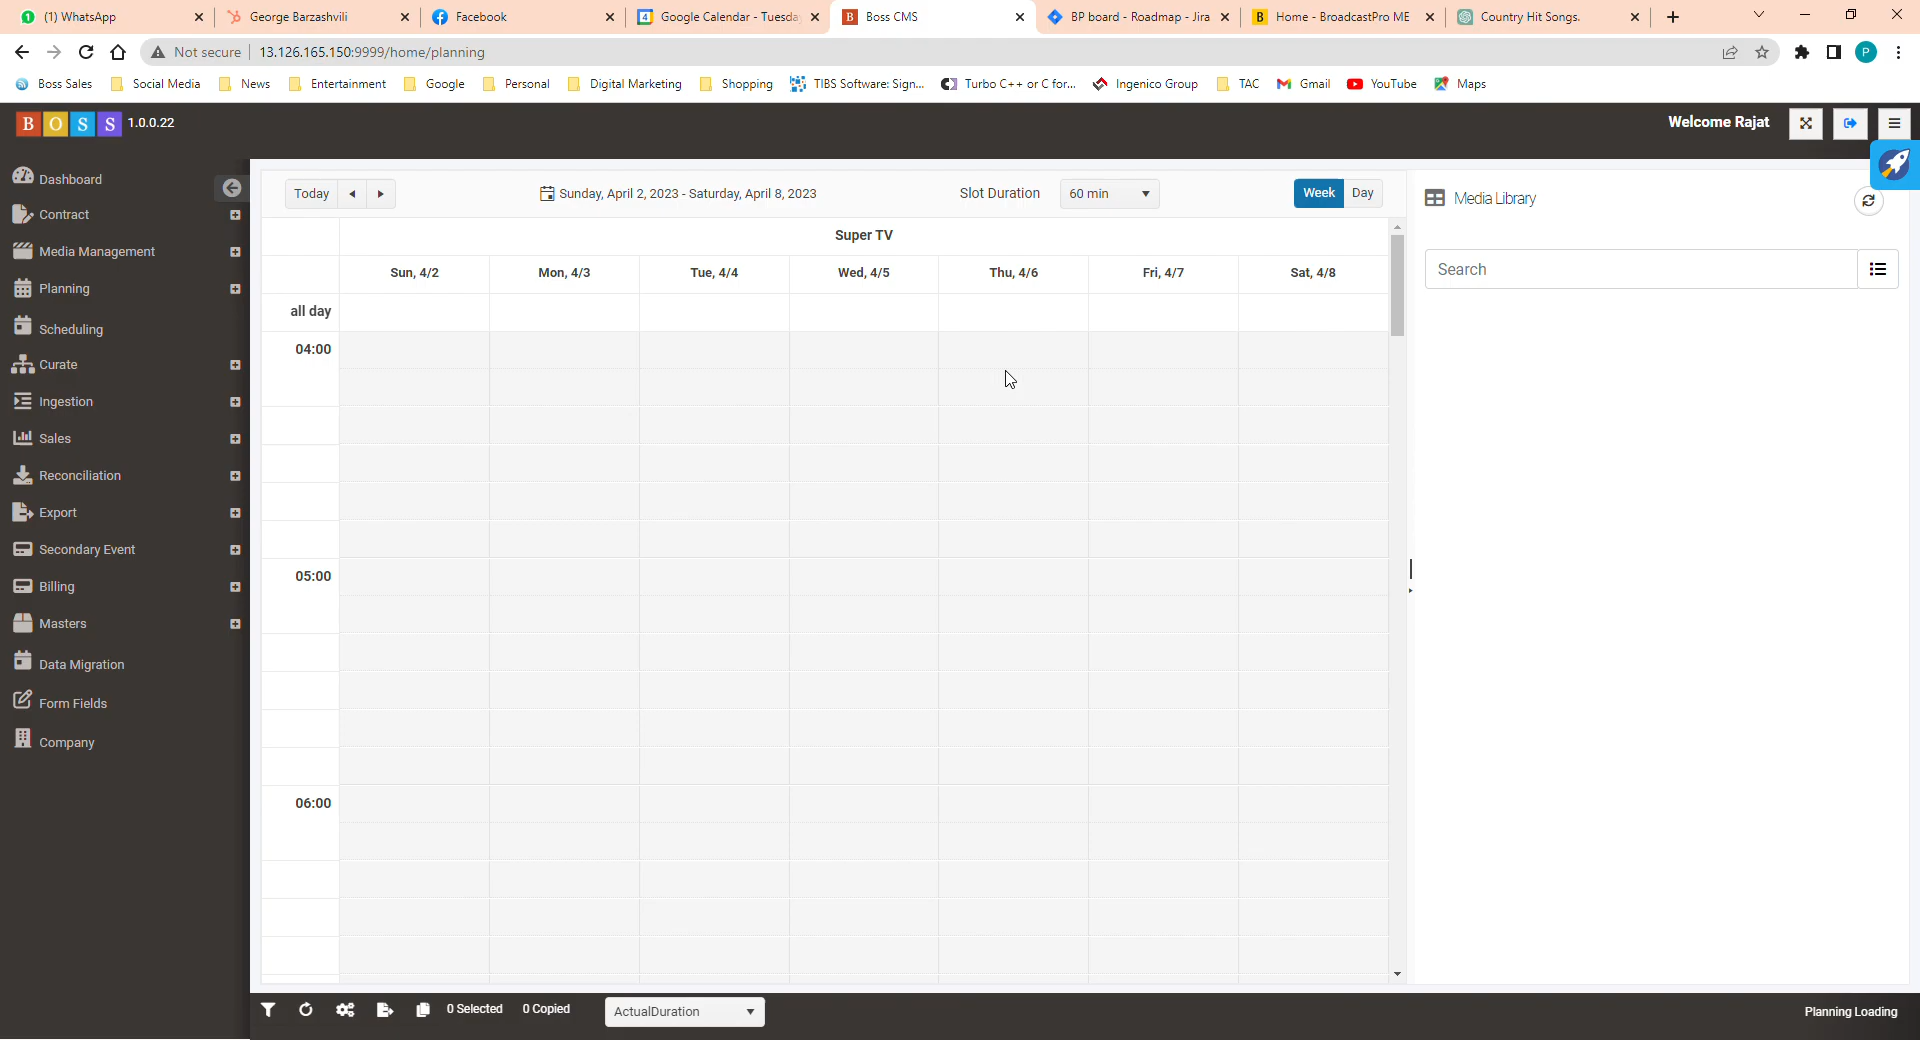 (1) WhatsApp
George Barzashvili
Facebook
Google Calendar - Tuesda
Boss CMS
BP board - Roadmap - Jira
Home - BroadcastPro ME
Country Hit Songs.
Not secure 13.126.165.150:9999/home/planning
P
Boss Sales
Social Media
News
Entertainment
Google
Personal
Digital Marketing
Shopping
TIBS Software: Sign...
Turbo C++ or C for...
Ingenico Group
TAC
Gmail
YouTube
Maps
BOSS 1.0.0.22
Welcome Rajat
Dashboard
Contract
Media Management
Planning
Scheduling
Curate
Ingestion
Sales
Reconciliation
Export
Secondary Event
Billing
Masters
Data Migration
Form Fields
Company
Today
Sunday, April 2, 2023 - Saturday, April 8, 2023
Slot Duration
60 min
Week
Day
Super TV
Sun, 4/2
Mon, 4/3
Tue, 4/4
Wed, 4/5
Thu, 4/6
Fri, 4/7
Sat, 4/8
all day
04:00
05:00
06:00
Media Library
Search
0 Selected
0 Copied
ActualDuration
Planning Loading